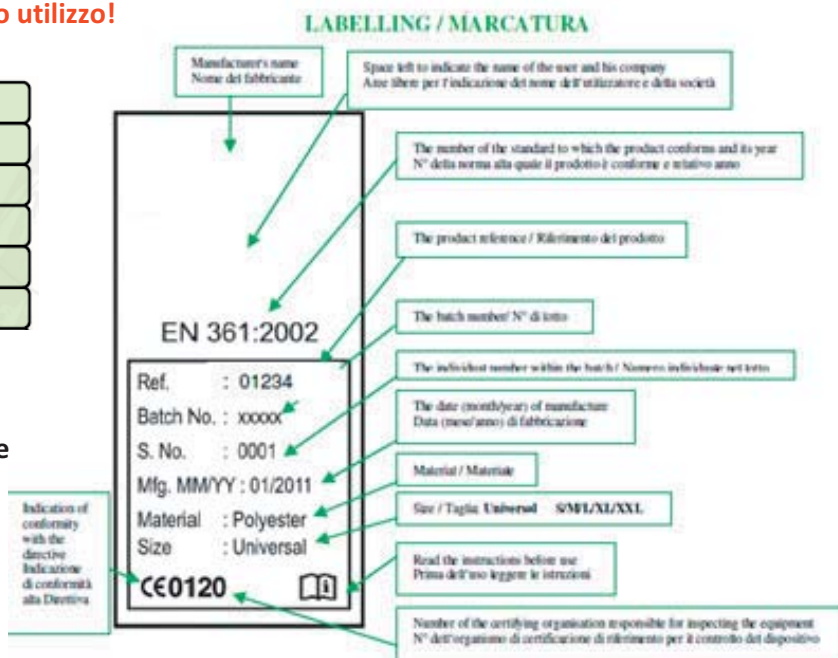 o utilizzo!
LABELLING / MARCATURA
Manufacturer's name
Nome del fabbricante
Space left to indicate the name of the user and his company
Aree libere per l'indicazione del nome dell'utilizzatore e della società
The number of the standard to which the product conforms and its year
N° della norma alla quale il prodotto è conforme e relativo anno
The product reference / Riferimento del prodotto
The batch number/ N° di lotto
The individual number within the batch / Numero individuale nel lotto
The date (month/year) of manufacture
Data (mese/anno) di fabbricazione
Material / Materiale
Size / Taglia: Universal S/M/L/XL/XXL
Read the instructions before use
Prima dell'uso leggere le istruzioni
Number of the certifying organisation responsible for inspecting the equipment
N° dell'organismo di certificazione di riferimento per il controllo del dispositivo
EN 361:2002
Ref. : 01234
Batch No. : xxxxx
S. No. : 0001
Mfg. MM/YY : 01/2011
Material : Polyester
Size : Universal
CE0120
e
Indication of
conformity
with the
directive
Indicazione
di conformità
alla Direttiva